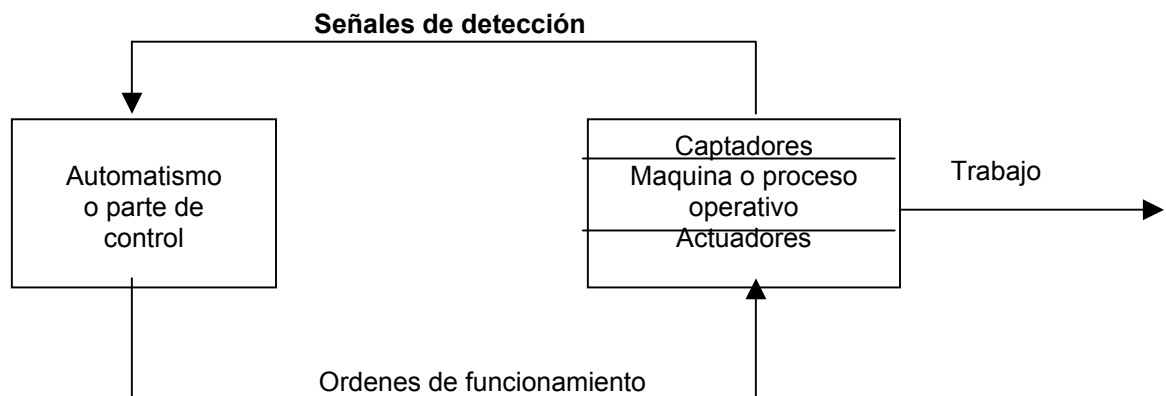 Señales de detección
Automatismo
o parte de
control
Captadores
Maquina o proceso
operativo
Actuadores
Trabajo
Ordenes de funcionamiento